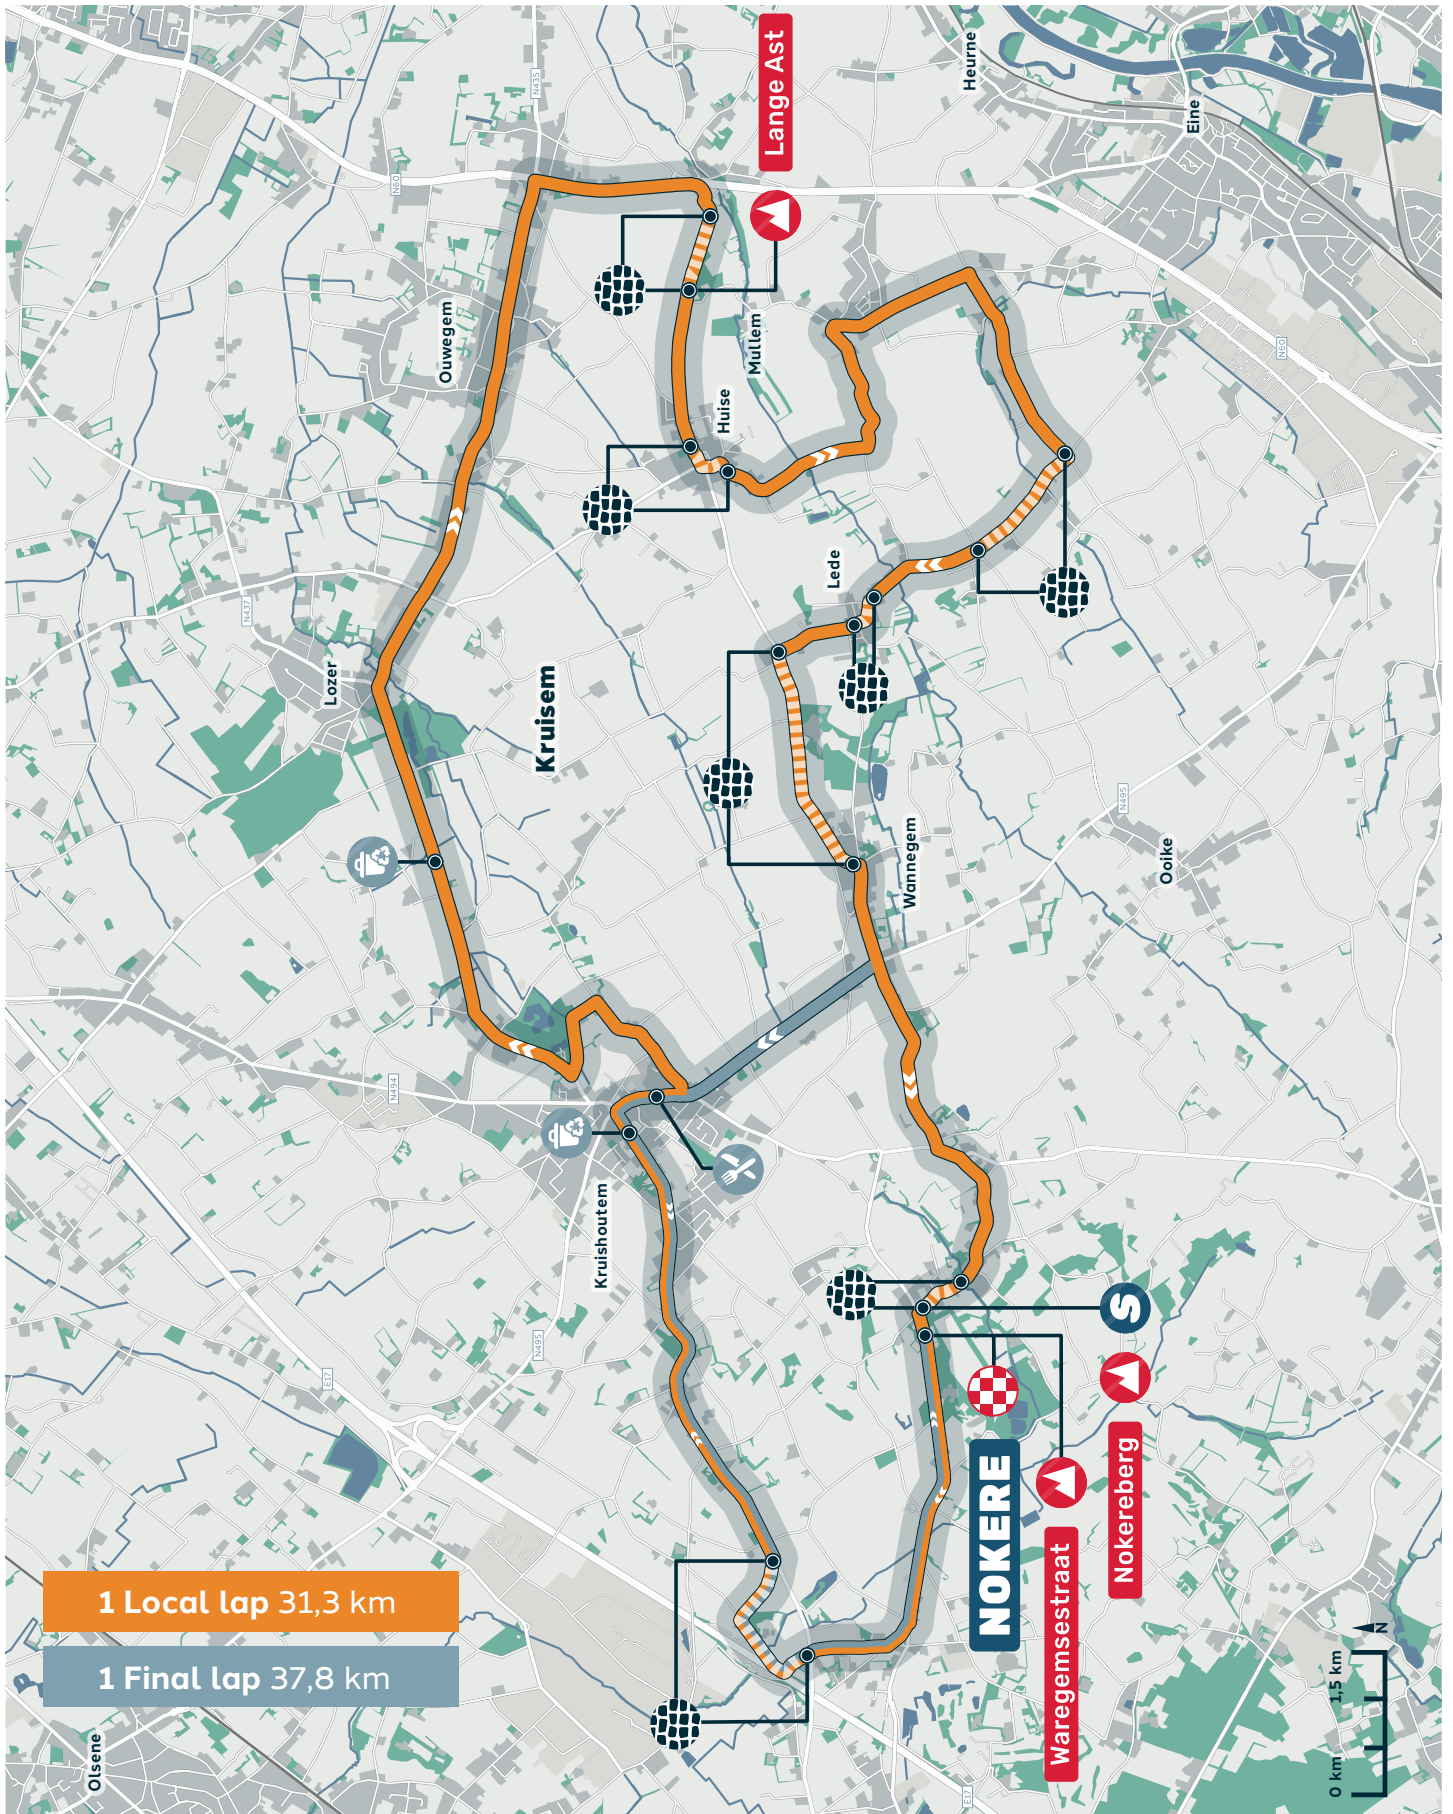 Lange Ast
Heurne
Eine
N435
N60
Ouwegem
Mullem
Huise
N60
N437
Lozer
Lede
Kruisem
N495
Wannegem
Ooike
N494
Kruishoutem
N495
E17
S
NOKERE
Nokereberg
Waregemsestraat
1 Local lap 31,3 km
1 Final lap 37,8 km
Olsene
E17
N
0 km
1,5 km